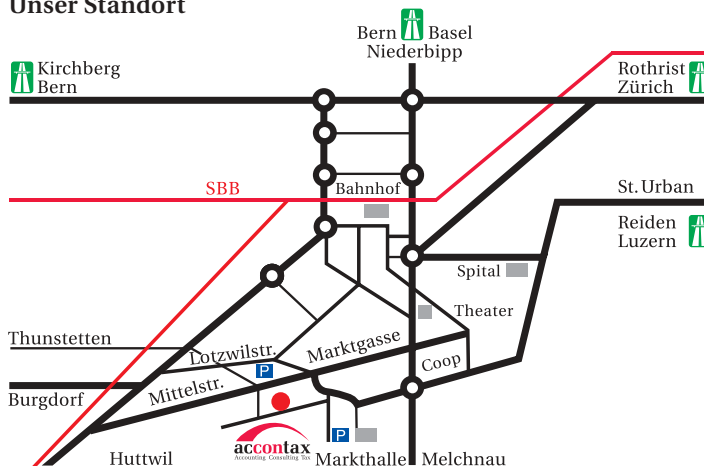 Unser Standort
Bern Basel
Niederbipp
Kirchberg
Bern
Rothrist
Zürich
SBB
Bahnhof
St. Urban
Reiden
Luzern
Spital
Theater
Thunstetten
Lotzwilstr.
Marktgasse
Coop
P
Mittelstr.
Burgdorf
P
accontax
Accounting Consulting Tax
Huttwil
Markthalle
Melchnau